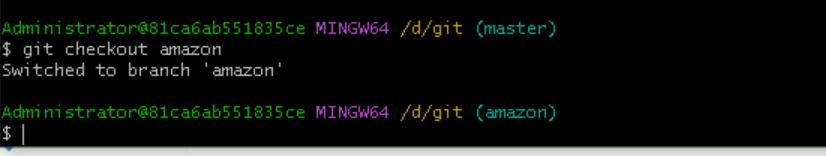 Administrator@81ca6ab551835ce MINGW64 /d/git (master)
$ git checkout amazon
Switched to branch 'amazon'
Administrator@81ca6ab551835ce MINGW64 /d/git (amazon)
$